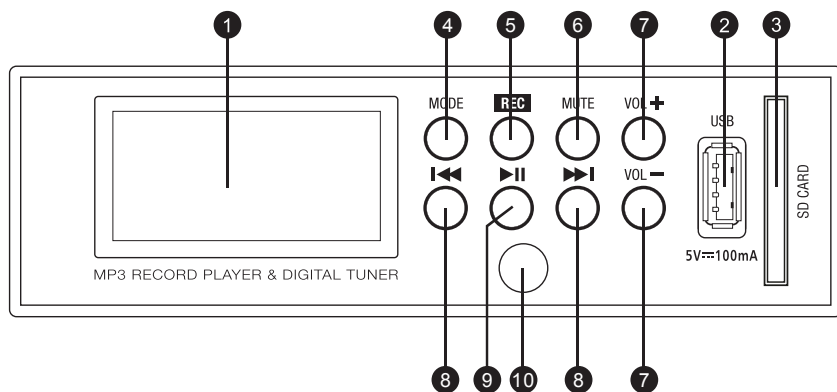 1 4 5 6 7 2 3
MODE REC MUTE VOL+
USB
VOL−
SD CARD
5V⎓100mA
MP3 RECORD PLAYER & DIGITAL TUNER
8 9 10 8 7